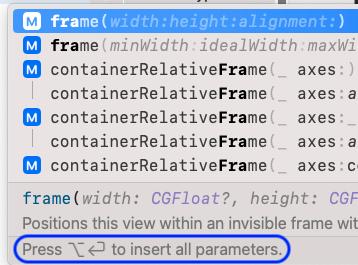 M frame(width:height:alignment:)
M frame(minWidth:idealWidth:maxWi
M containerRelativeFrame(_ axes:)
containerRelativeFrame(_ axes:a
M containerRelativeFrame(_ axes:_
containerRelativeFrame(_ axes:a
M containerRelativeFrame(_ axes:co
frame(width: CGFloat?, height: CGF
Positions this view within an invisible frame wit
Press ⌥↩ to insert all parameters.